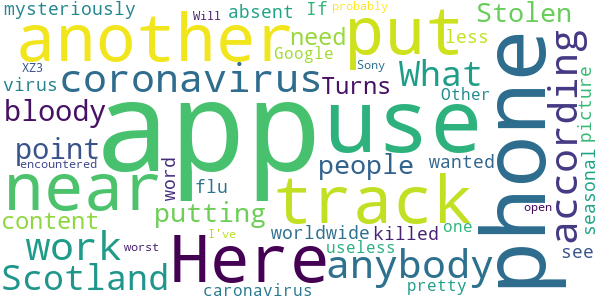 mysteriously Will absent If probably
another put Stolen
need less
Google
XZ3 coronavirus What Sony
virus Turns Other
bloody app use phone according picture
point people wanted
encountered word seasonal
near flu track open
content putting one see
work worldwide killed
worst I've useless
Scotland Here anybody
caronavirus pretty